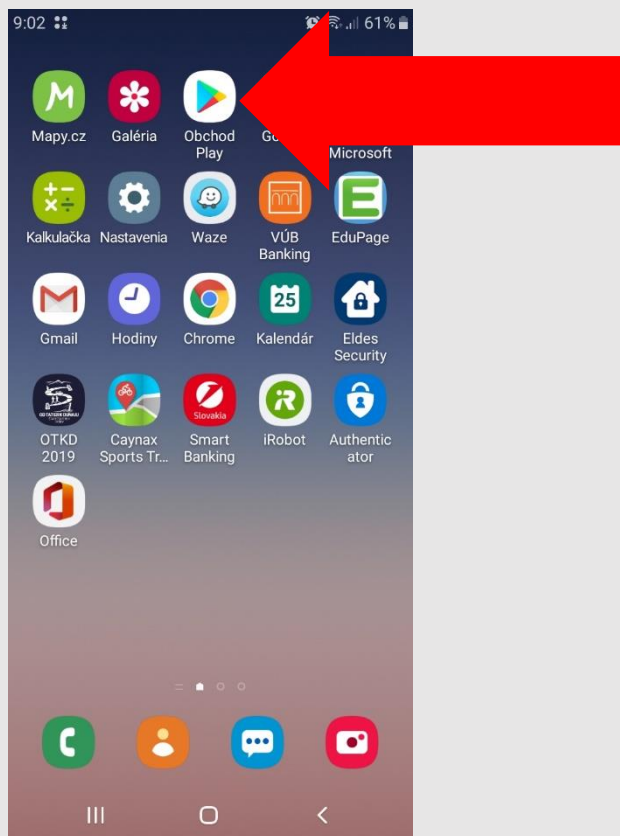 9:02 61%
Mapy.cz Galéria Obchod
Play
Microsoft
Kalkulačka Nastavenia Waze VÚB EduPage
Banking
25
Gmail Hodiny Chrome Kalendár Eldes
Security
Slovakia
OTKD Caynax Smart iRobot Authentic
2019 Sports Tr... Banking ator
Office